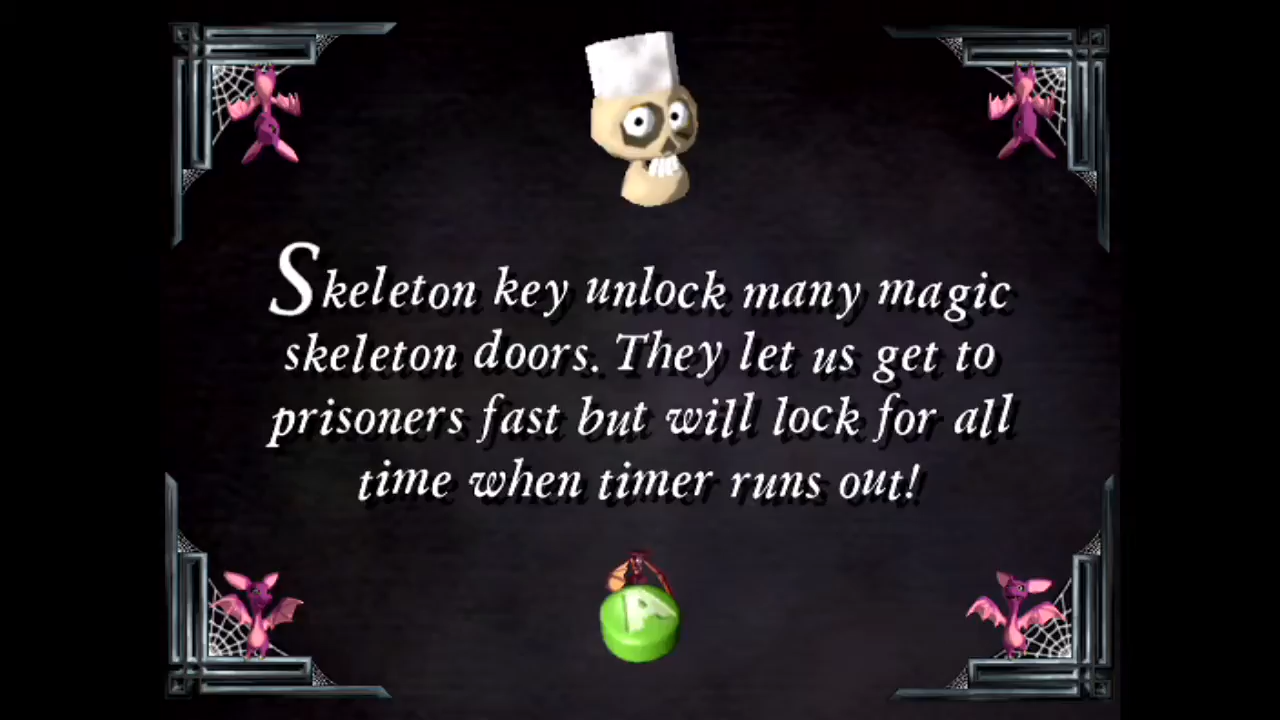 Skeleton key unlock many magic
skeleton doors. They let us get to
prisoners fast but will lock for all
time when timer runs out!
A